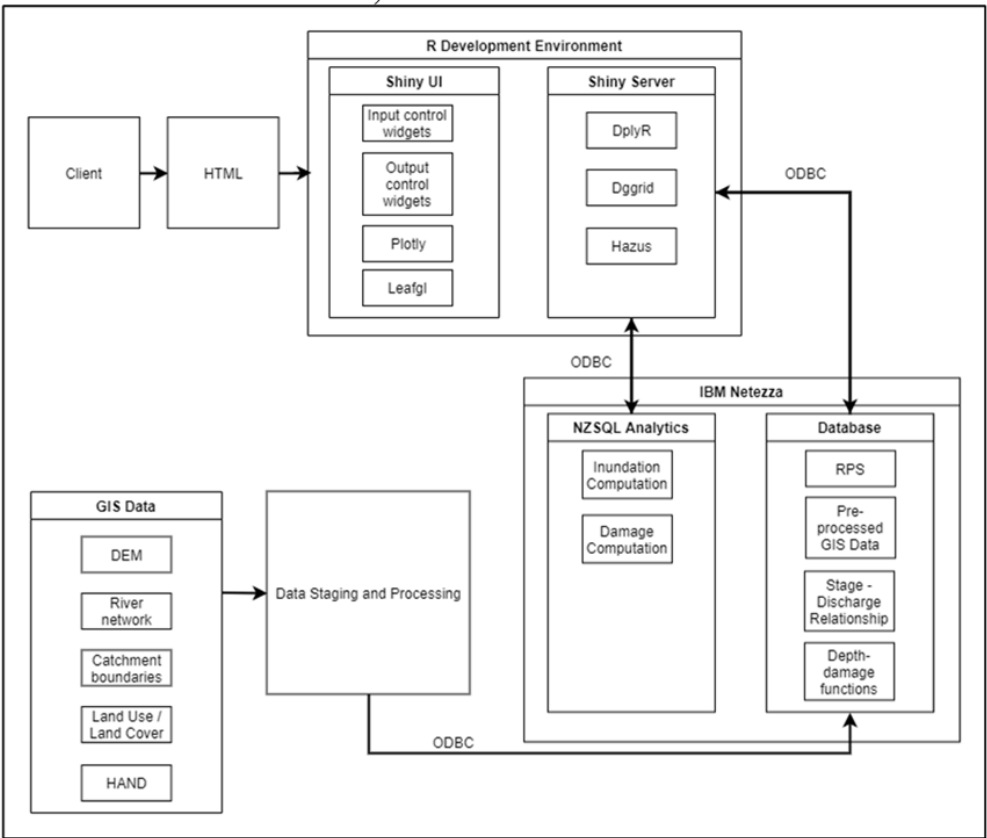 R Development Environment
Shiny UI
Input control
widgets
Output
control
widgets
Plotly
Leafgl
Shiny Server
DplyR
Dggrid
Hazus
Client
HTML
ODBC
ODBC
IBM Netezza
NZSQL Analytics
Inundation
Computation
Damage
Computation
Database
RPS
Pre-
processed
GIS Data
Stage -
Discharge
Relationship
Depth-
damage
functions
GIS Data
DEM
River
network
Catchment
boundaries
Land Use /
Land Cover
HAND
Data Staging and Processing
ODBC